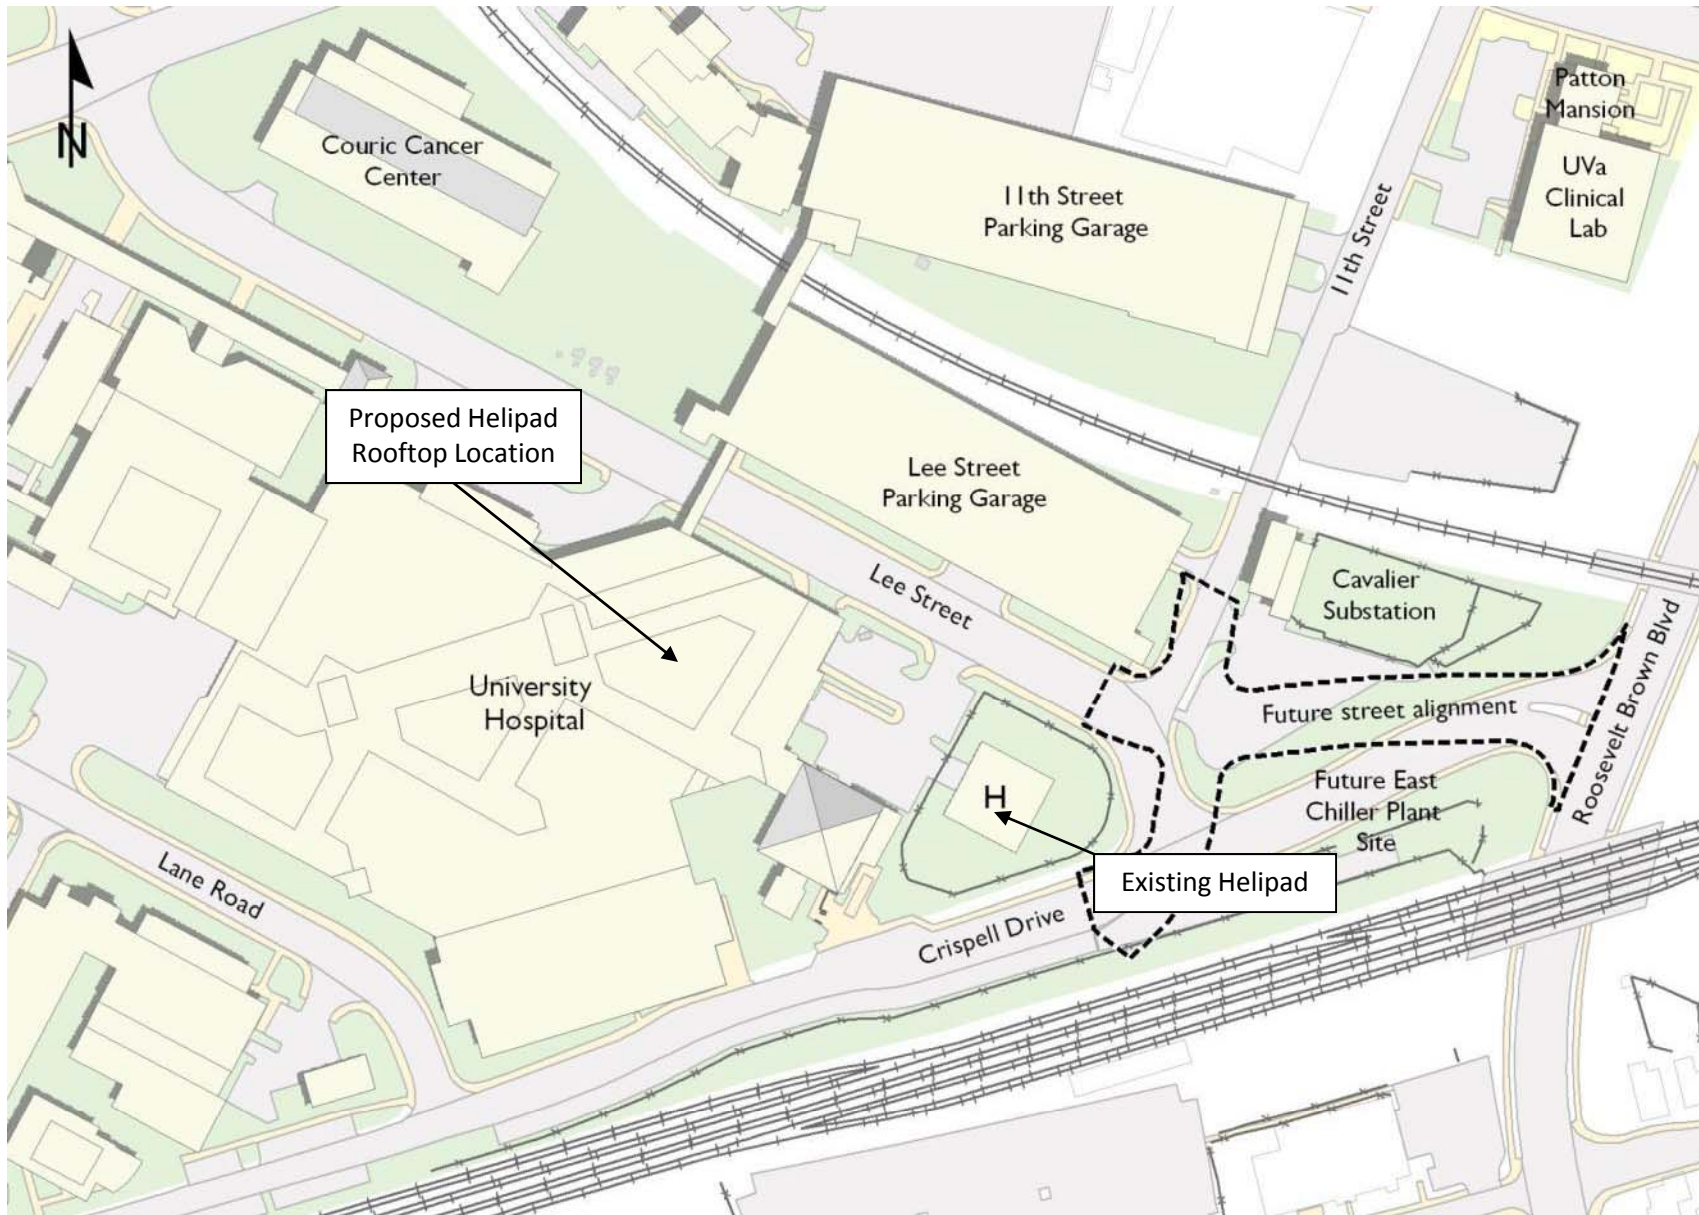 Patton
Mansion
N
Couric Cancer
Center
UVa
Clinical
Lab
11th Street
Parking Garage
11th Street
Proposed Helipad
Rooftop Location
Lee Street
Parking Garage
Lee Street
Cavalier
Substation
University
Hospital
Future street alignment
Roosevelt Brown Blvd
Future East
Chiller Plant
Site
H
Existing Helipad
Lane Road
Crispell Drive